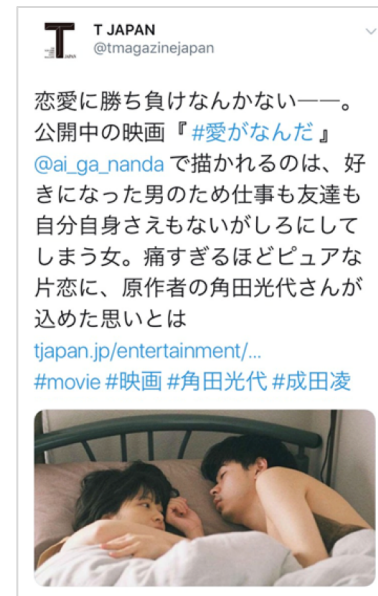 T JAPAN
@tmagazinejapan
恋愛に勝ち負けなんかない──。
公開中の映画『 #愛がなんだ 』
@ai_ga_nanda で描かれるのは、好
きになった男のため仕事も友達も
自分自身さえもないがしろにして
しまう女。痛すぎるほどピュアな
片恋に、原作者の角田光代さんが
込めた思いとは
tjapan.jp/entertainment/...
#movie #映画 #角田光代 #成田凌